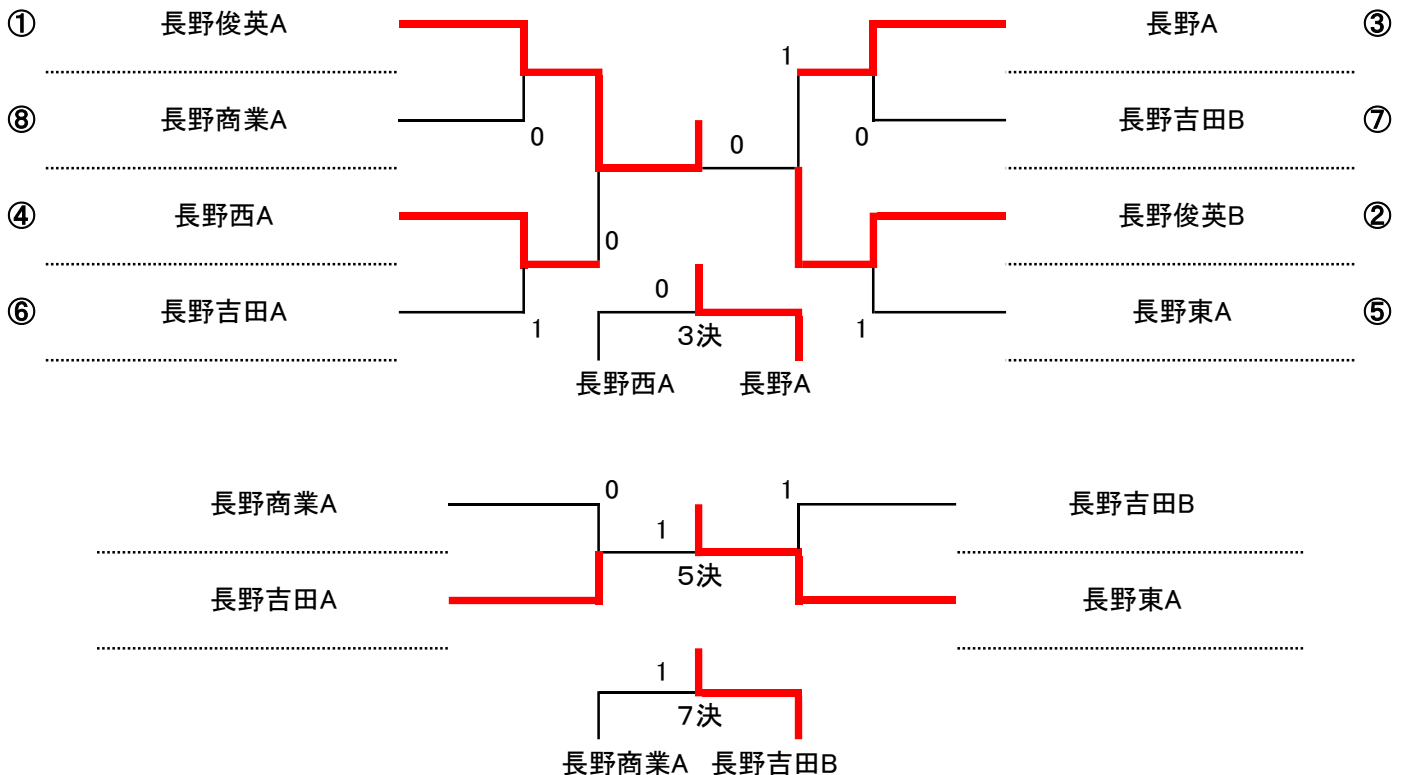 ① 長野俊英A 長野A ③
1
⑧ 長野商業A 長野吉田B ⑦
0 0 0
④ 長野西A 長野俊英B ②
0
0
⑥ 長野吉田A 長野東A ⑤
1 3決 1
長野西A 長野A
0 1
長野商業A 長野吉田B
1
5決
長野吉田A 長野東A
1
7決
長野商業A 長野吉田B